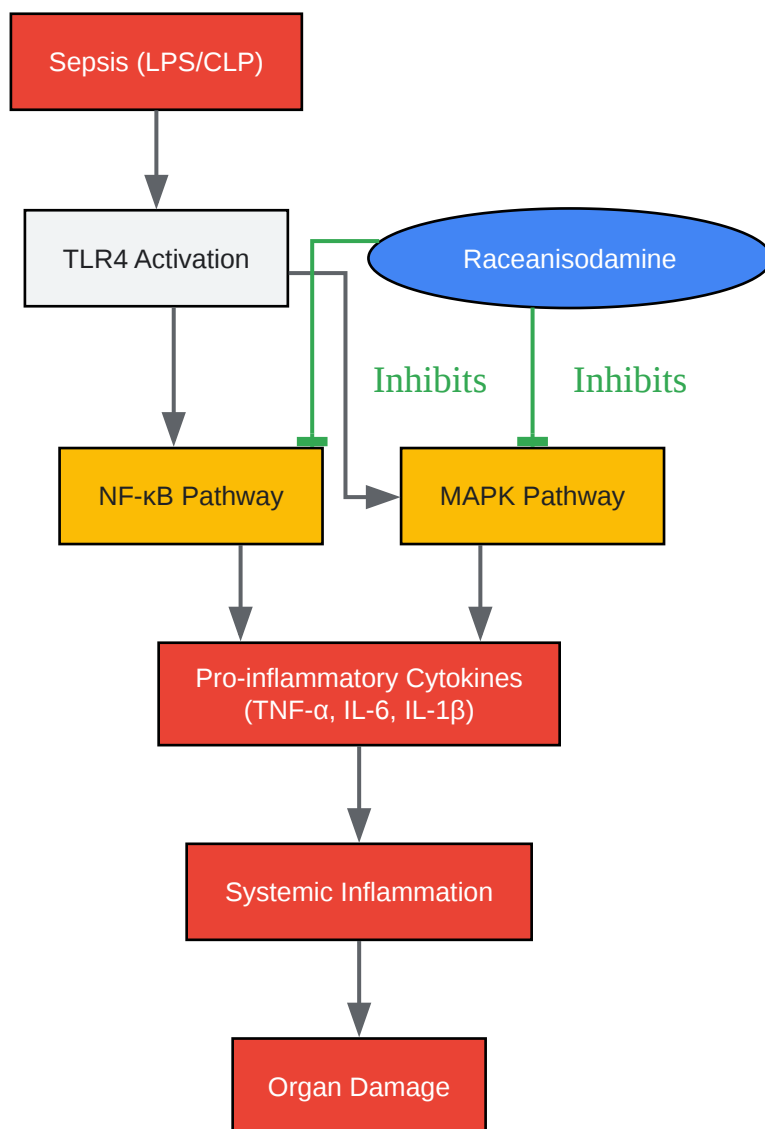 Sepsis (LPS/CLP)
TLR4 Activation
Raceanisodamine
Inhibits
Inhibits
NF-κB Pathway
MAPK Pathway
Pro-inflammatory Cytokines
(TNF-α, IL-6, IL-1β)
Systemic Inflammation
Organ Damage